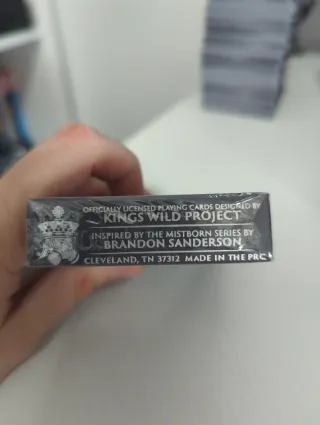 OFFICIALLY LICENSED PLAYING CARDS DESIGNED BY
KINGS WILD PROJECT
INSPIRED BY THE MISTBORN SERIES BY
BRANDON SANDERSON
CLEVELAND, TN 37312 MADE IN THE PRC